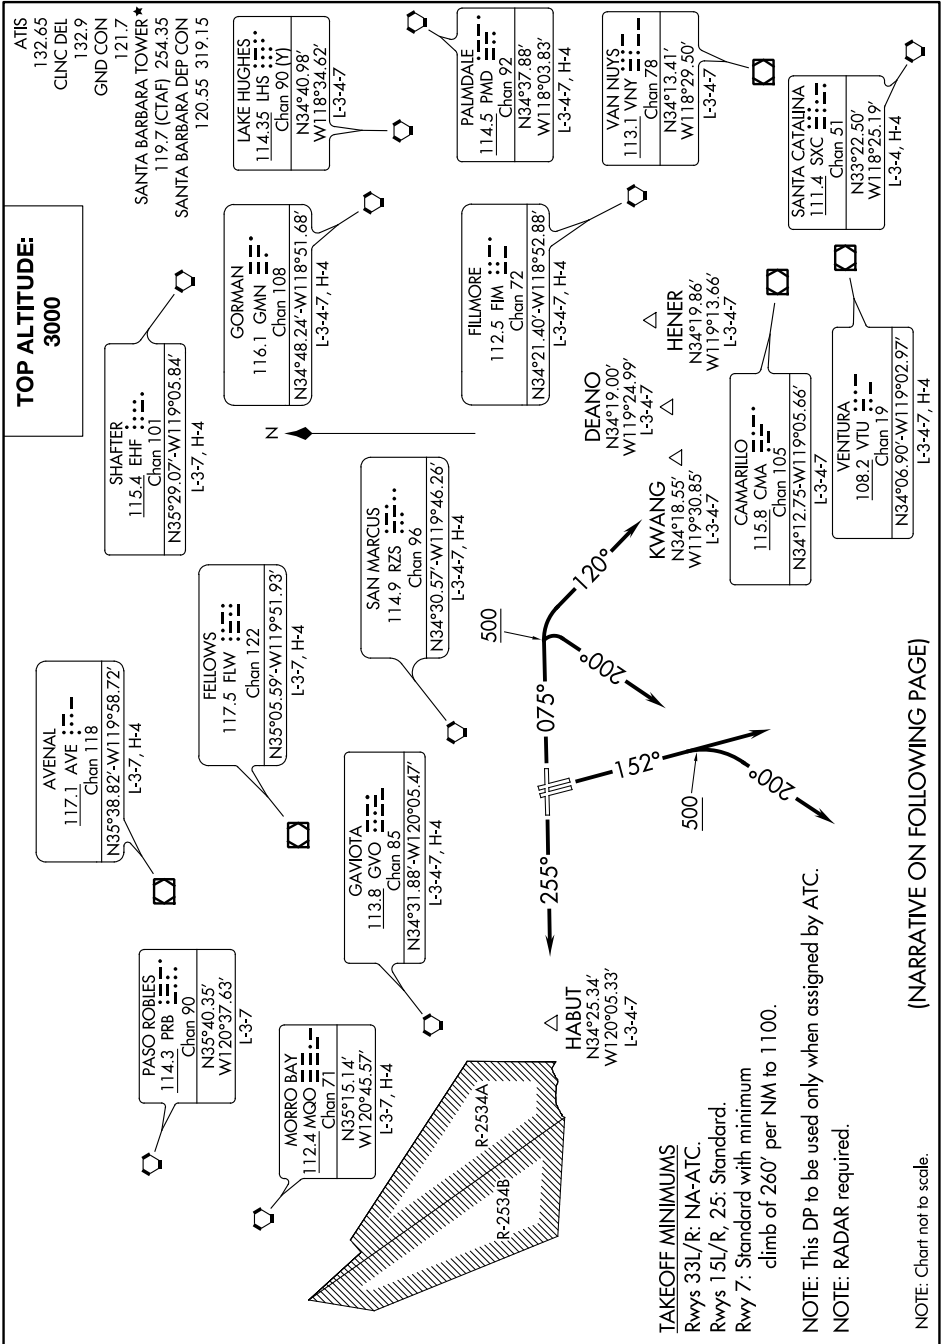 TOP ALTITUDE:
3000
ATIS
132.65
CLNC DEL
132.9
GND CON
121.7
SANTA BARBARA TOWER★
119.7 (CTAF) 254.35
SANTA BARBARA DEP CON
120.55 319.15
PASO ROBLES
114.3 PRB
Chan 90
N35°40.35′
W120°37.63′
L-3-7
AVENAL
117.1 AVE
Chan 118
N35°38.82′-W119°58.72′
L-3-7, H-4
SHAFTER
115.4 EHF
Chan 101
N35°29.07′-W119°05.84′
L-3-7, H-4
MORRO BAY
112.4 MQO
Chan 71
N35°15.14′
W120°45.57′
L-3-7, H-4
FELLOWS
117.5 FLW
Chan 122
N35°05.59′-W119°51.93′
L-3-7, H-4
GORMAN
116.1 GMN
Chan 108
N34°48.24′-W118°51.68′
L-3-4-7, H-4
LAKE HUGHES
114.35 LHS
Chan 90 (Y)
N34°40.98′
W118°34.62′
L-3-4-7
GAVIOTA
113.8 GVO
Chan 85
N34°31.88′-W120°05.47′
L-3-4-7, H-4
SAN MARCUS
114.9 RZS
Chan 96
N34°30.57′-W119°46.26′
L-3-4-7, H-4
N
FILLMORE
112.5 FIM
Chan 72
N34°21.40′-W118°52.88′
L-3-4-7, H-4
PALMDALE
114.5 PMD
Chan 92
N34°37.88′
W118°03.83′
L-3-4-7, H-4
R-2534A
R-2534B
HABUT
N34°25.34′
W120°05.33′
L-3-4-7
255°
075°
500
120°
200°
152°
500
200°
KWANG
N34°18.55′
W119°30.85′
L-3-4-7
DEANO
N34°19.00′
W119°24.99′
L-3-4-7
HENER
N34°19.86′
W119°13.66′
L-3-4-7
VAN NUYS
113.1 VNY
Chan 78
N34°13.41′
W118°29.50′
L-3-4-7
CAMARILLO
115.8 CMA
Chan 105
N34°12.75-W119°05.66′
L-3-4-7
VENTURA
108.2 VTU
Chan 19
N34°06.90′-W119°02.97′
L-3-4-7, H-4
SANTA CATALINA
111.4 SXC
Chan 51
N33°22.50′
W118°25.19′
L-3-4, H-4
TAKEOFF MINIMUMS
Rwys 33L/R: NA-ATC.
Rwys 15L/R, 25: Standard.
Rwy 7: Standard with minimum
climb of 260′ per NM to 1100.
NOTE: This DP to be used only when assigned by ATC.
NOTE: RADAR required.
(NARRATIVE ON FOLLOWING PAGE)
NOTE: Chart not to scale.